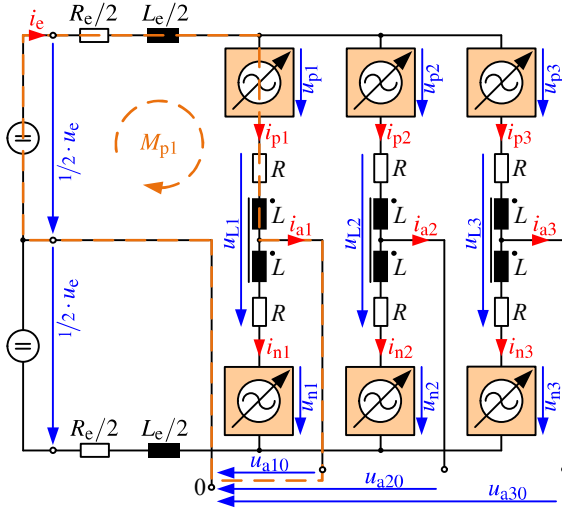 i_e R_e/2 L_e/2
u_p1 u_p2 u_p3
M_p1
1/2 · u_e
i_p1 i_p2 i_p3
R R R
u_L1 L u_L2 L u_L3 L
i_a1 i_a2 i_a3
L L L
1/2 · u_e
R R R
i_n1 i_n2 i_n3
u_n1 u_n2 u_n3
R_e/2 L_e/2
u_a10
0 u_a20
u_a30